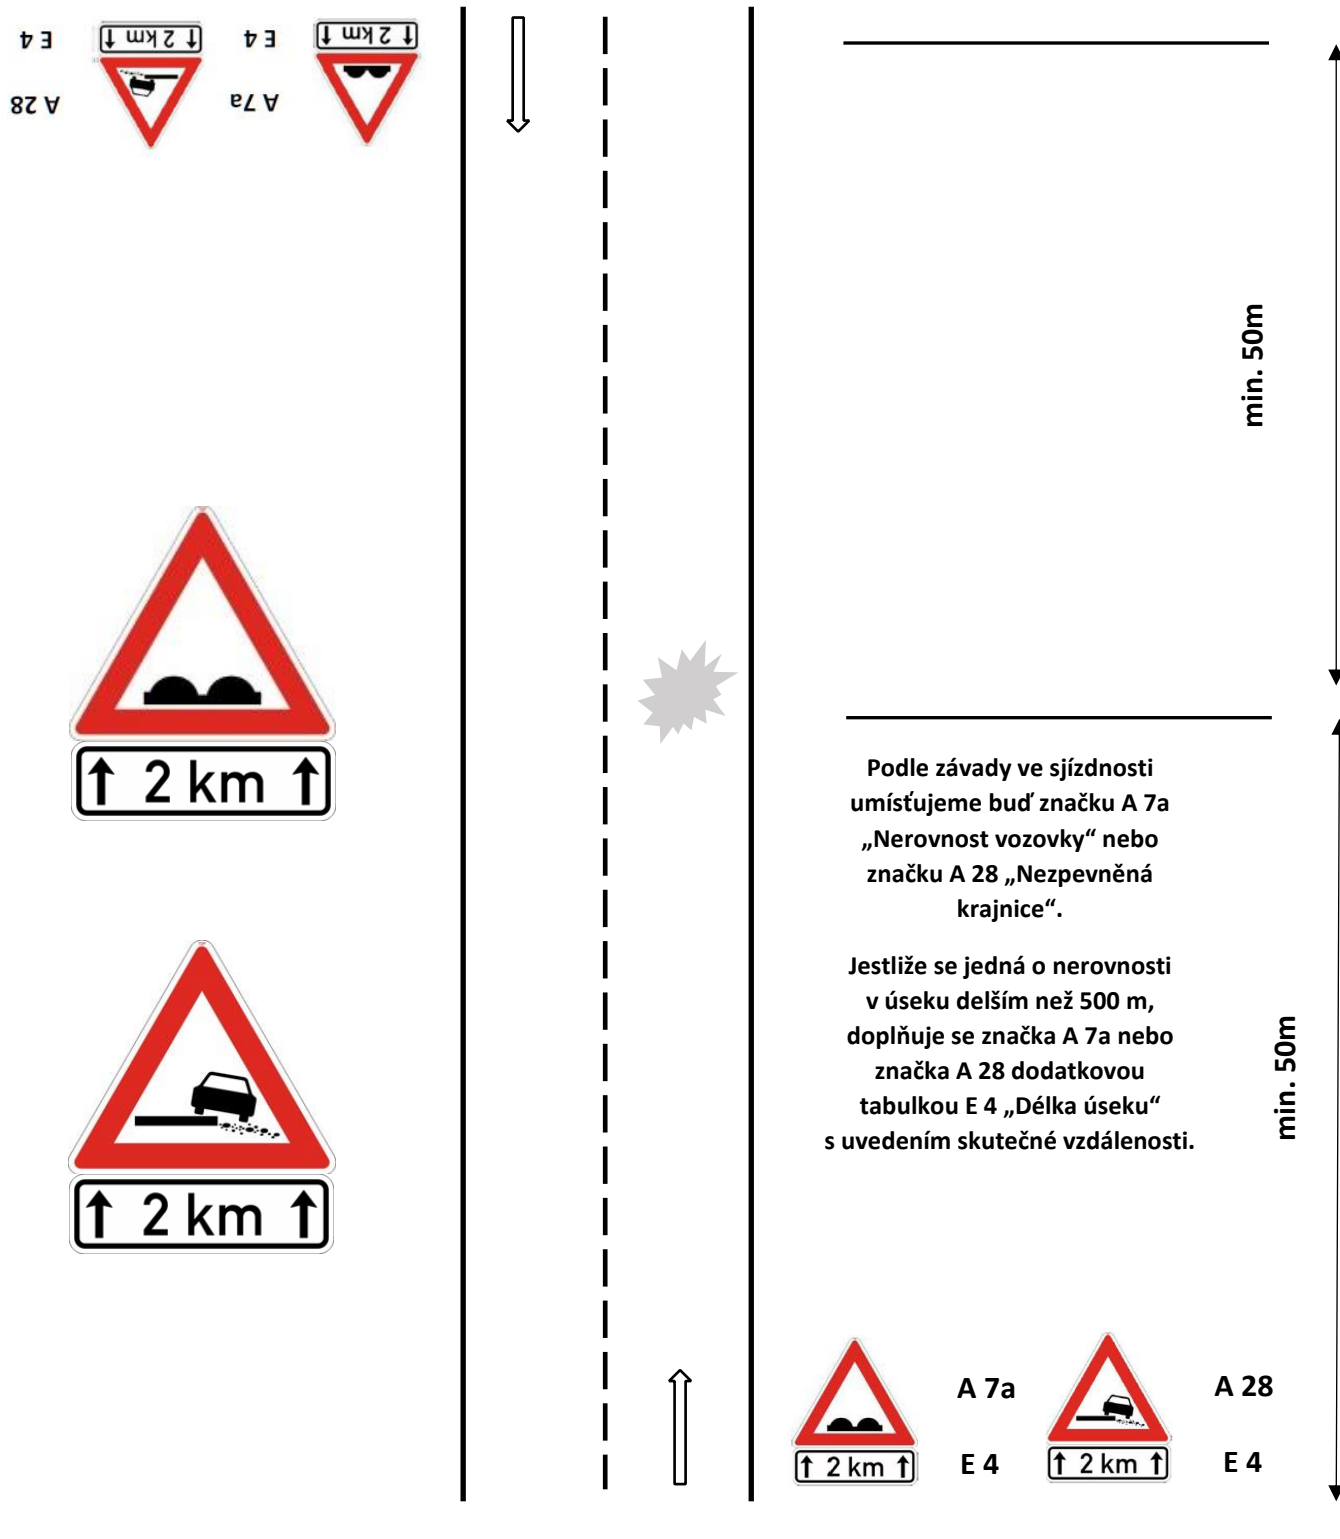 E 4
2 km
E 4
2 km
A 28
A 7a
min. 50m
2 km
Podle závady ve sjízdnosti
umísťujeme buď značku A 7a
„Nerovnost vozovky“ nebo
značku A 28 „Nezpevněná
krajnice“.
Jestliže se jedná o nerovnosti
v úseku delším než 500 m,
doplňuje se značka A 7a nebo
značka A 28 dodatkovou
tabulkou E 4 „Délka úseku“
s uvedením skutečné vzdálenosti.
min. 50m
2 km
A 7a
A 28
2 km
E 4
2 km
E 4